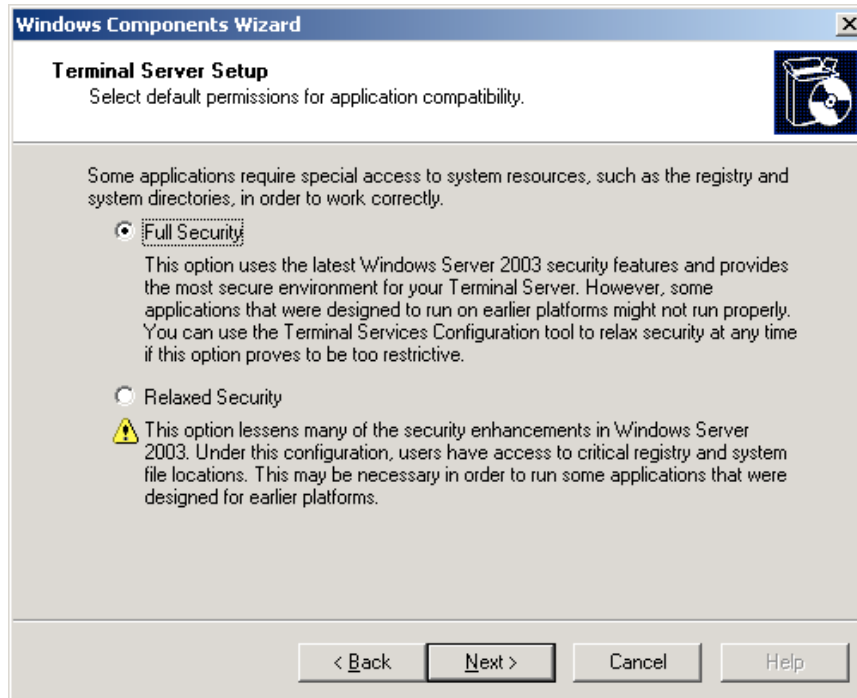 Windows Components Wizard
Terminal Server Setup
Select default permissions for application compatibility.
Some applications require special access to system resources, such as the registry and
system directories, in order to work correctly.
Full Security
This option uses the latest Windows Server 2003 security features and provides
the most secure environment for your Terminal Server. However, some
applications that were designed to run on earlier platforms might not run properly.
You can use the Terminal Services Configuration tool to relax security at any time
if this option proves to be too restrictive.
Relaxed Security
This option lessens many of the security enhancements in Windows Server
2003. Under this configuration, users have access to critical registry and system
file locations. This may be necessary in order to run some applications that were
designed for earlier platforms.
< Back Next > Cancel Help